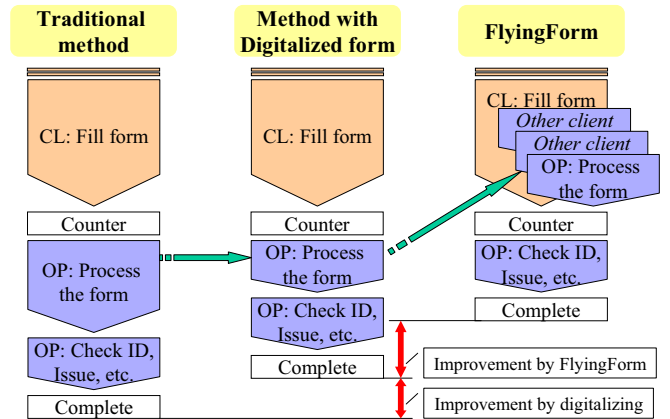 Traditional
method
CL: Fill form
Counter
OP: Process
the form
OP: Check ID,
Issue, etc.
Complete
Method with
Digitalized form
CL: Fill form
Counter
OP: Process
the form
OP: Check ID,
Issue, etc.
Complete
FlyingForm
CL: Fill form
Other client
Other client
OP: Process
the form
Counter
OP: Check ID,
Issue, etc.
Complete
Improvement by FlyingForm
Improvement by digitalizing